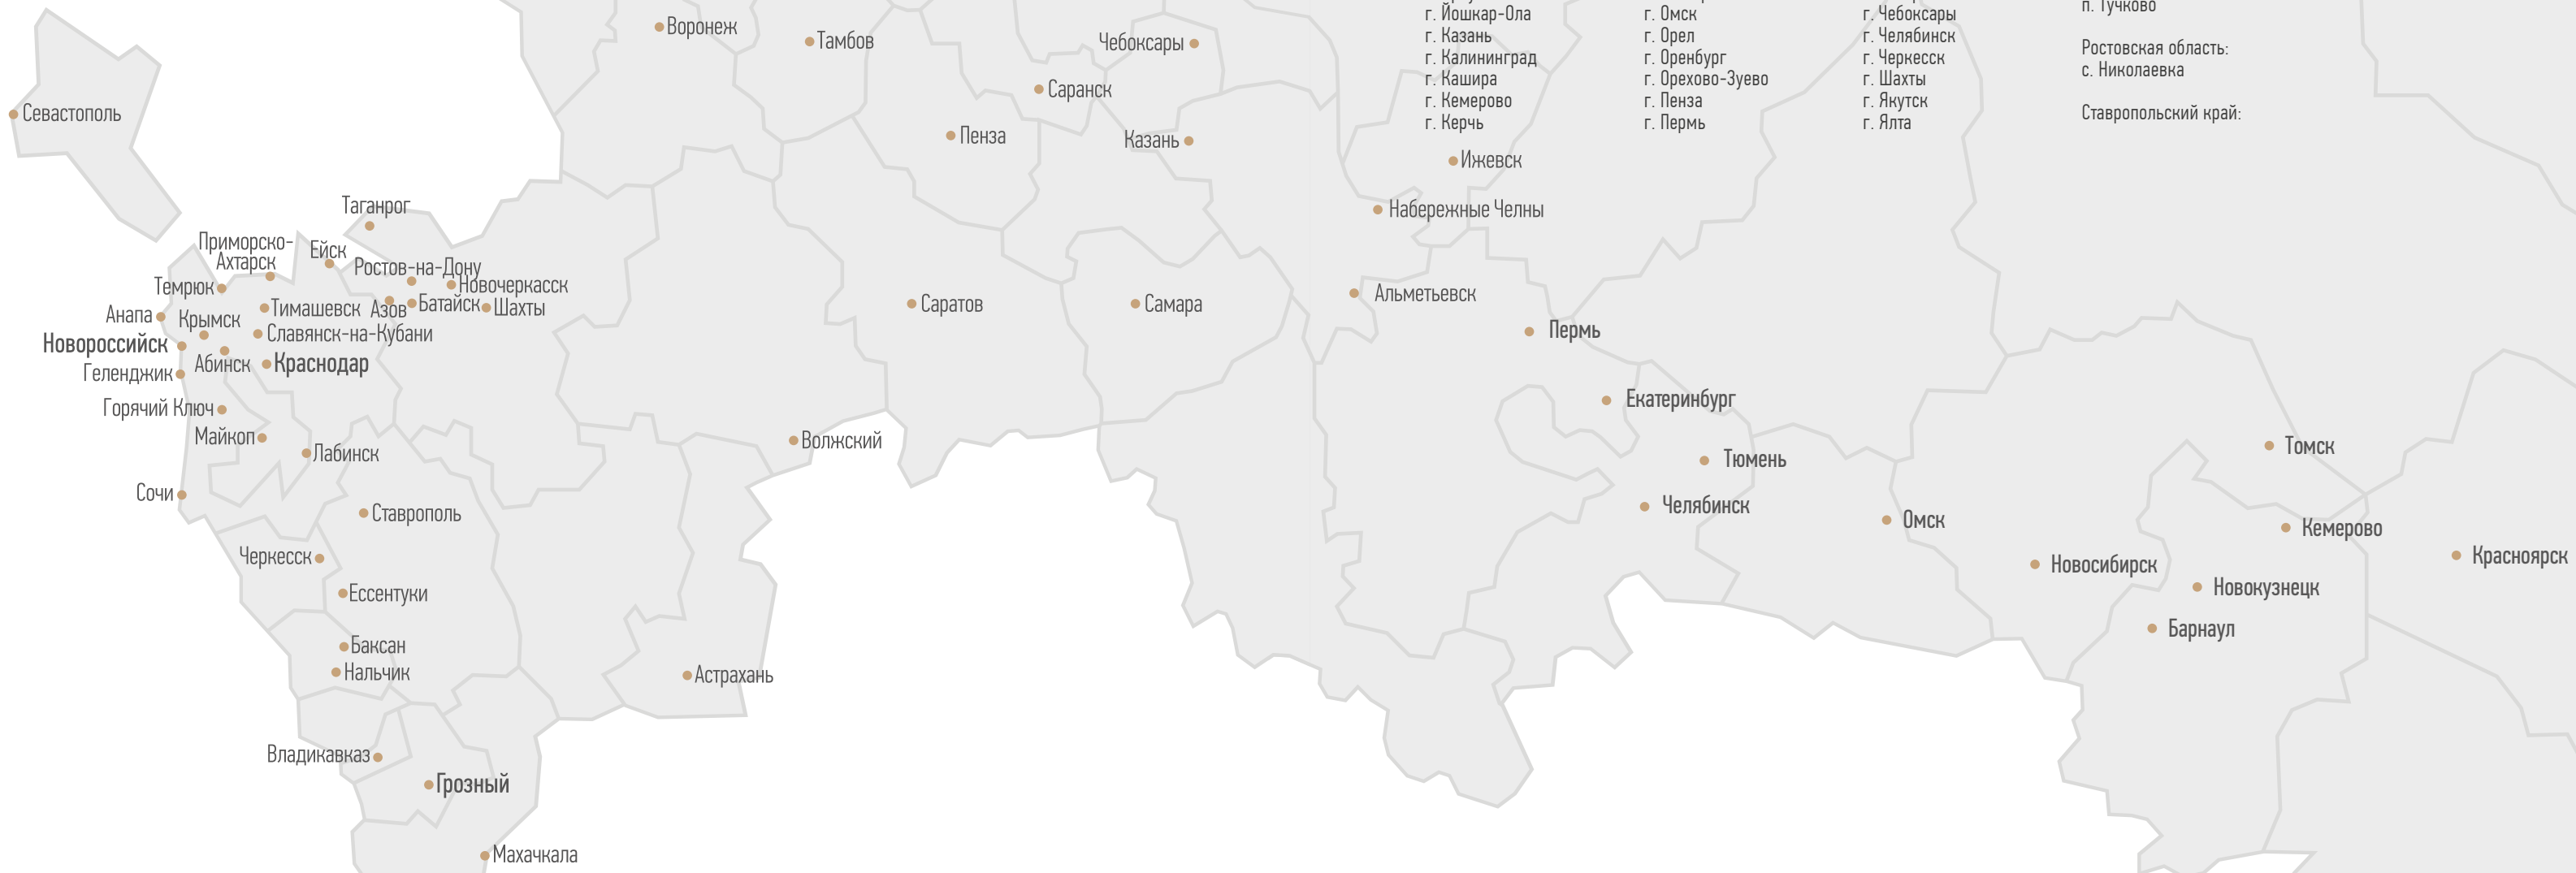 г. Йошкар-Ола
г. Казань
г. Калининград
г. Кашира
г. Кемерово
г. Керчь
г. Омск
г. Орел
г. Оренбург
г. Орехово-Зуево
г. Пенза
г. Пермь
г. Чебоксары
г. Челябинск
г. Черкесск
г. Шахты
г. Якутск
г. Ялта
п. Тучково
Ростовская область:
с. Николаевка
Ставропольский край:
Воронеж
Тамбов
Чебоксары
Саранск
Севастополь
Пенза
Казань
Ижевск
Таганрог
Набережные Челны
Приморско-
Ахтарск
Ейск
Ростов-на-Дону
Темрюк
Новочеркасск
Альметьевск
Анапа
Тимашевск
Азов
Батайск
Шахты
Саратов
Самара
Крымск
Славянск-на-Кубани
Пермь
Новороссийск
Абинск
Краснодар
Геленджик
Екатеринбург
Горячий Ключ
Майкоп
Волжский
Томск
Лабинск
Тюмень
Сочи
Челябинск
Ставрополь
Омск
Кемерово
Черкесск
Новосибирск
Красноярск
Ессентуки
Новокузнецк
Барнаул
Баксан
Нальчик
Астрахань
Владикавказ
Грозный
Махачкала